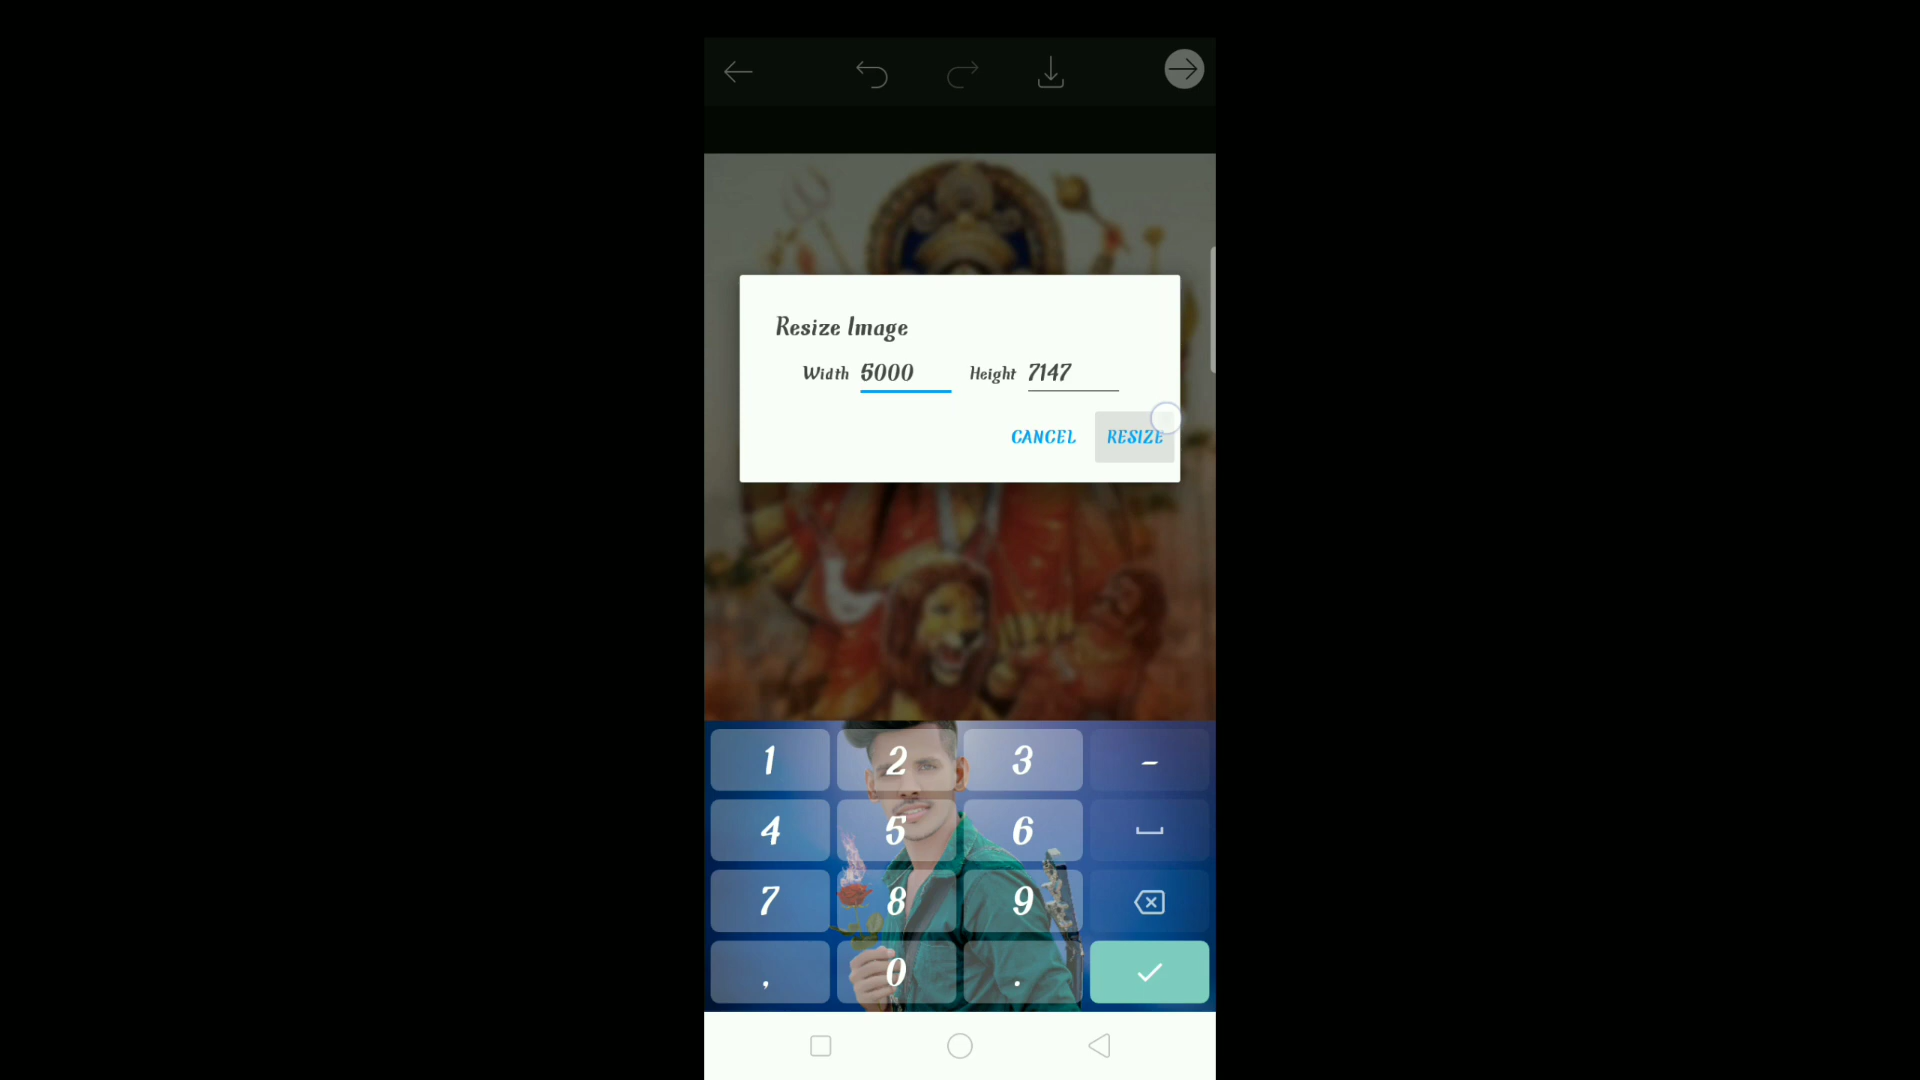 Resize Image
Width 5000 Height 7147
CANCEL RESIZE
1 2 3 -
4 5 6
7 8 9
, 0 .